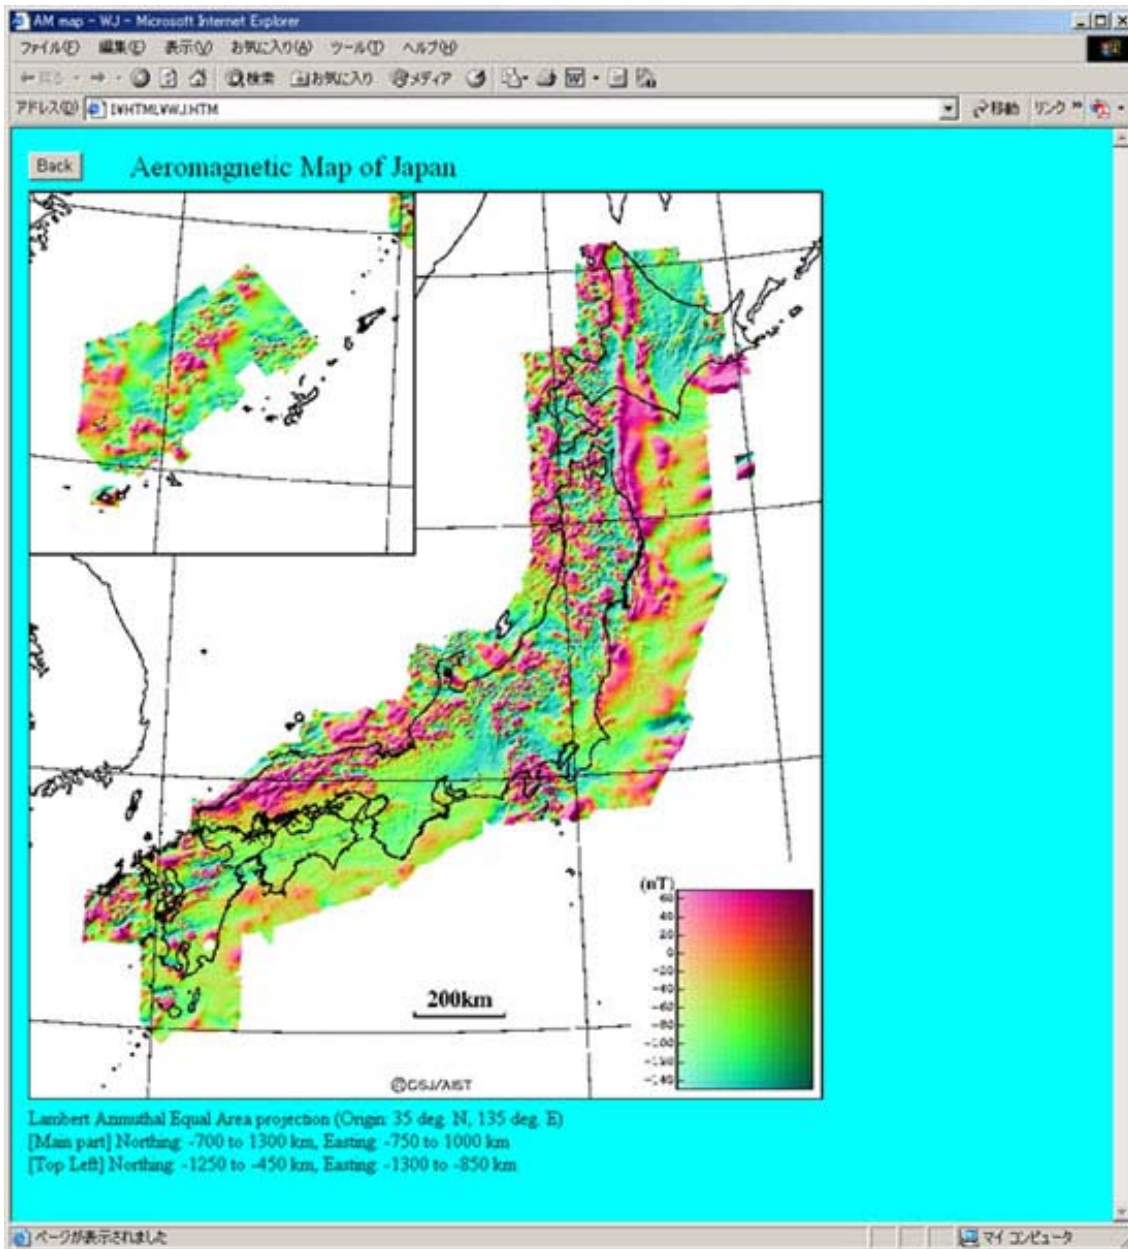 AM map - WJ - Microsoft Internet Explorer
ファイル(F) 編集(E) 表示(V) お気に入り(A) ツール(T) ヘルプ(H)
戻る 検索 お気に入り メディア
アドレス(D) I:¥HTML¥WJ.HTM 移動 リンク
Back Aeromagnetic Map of Japan
(nT)
60
40
20
0
-20
-40
-60
-80
-100
-120
-140
200km
©GSJ/AIST
Lambert Azimuthal Equal Area projection (Origin: 35 deg. N, 135 deg. E)
[Main part] Northing: -700 to 1300 km, Easting: -750 to 1000 km
[Top Left] Northing: -1250 to -450 km, Easting: -1300 to -850 km
ページが表示されました マイ コンピュータ